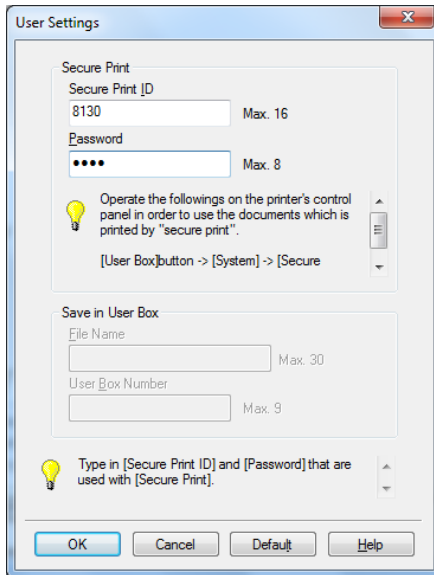 User Settings
Secure Print
Secure Print ID
8130 Max. 16
Password
•••• Max. 8
Operate the followings on the printer's control
panel in order to use the documents which is
printed by "secure print".
[User Box]button -> [System] -> [Secure
Save in User Box
File Name
Max. 30
User Box Number
Max. 9
Type in [Secure Print ID] and [Password] that are
used with [Secure Print].
OK Cancel Default Help